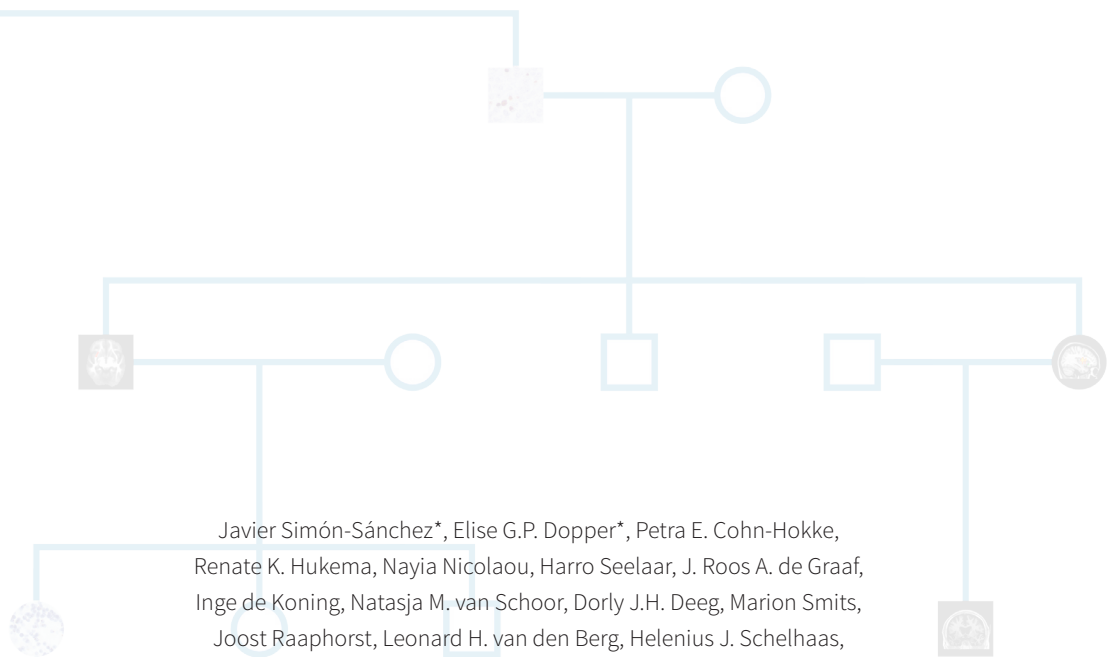 Javier Simón-Sánchez*, Elise G.P. Dopper*, Petra E. Cohn-Hokke,
Renate K. Hukema, Nayia Nicolaou, Harro Seelaar, J. Roos A. de Graaf,
Inge de Koning, Natasja M. van Schoor, Dorly J.H. Deeg, Marion Smits,
Joost Raaphorst, Leonard H. van den Berg, Helenius J. Schelhaas,